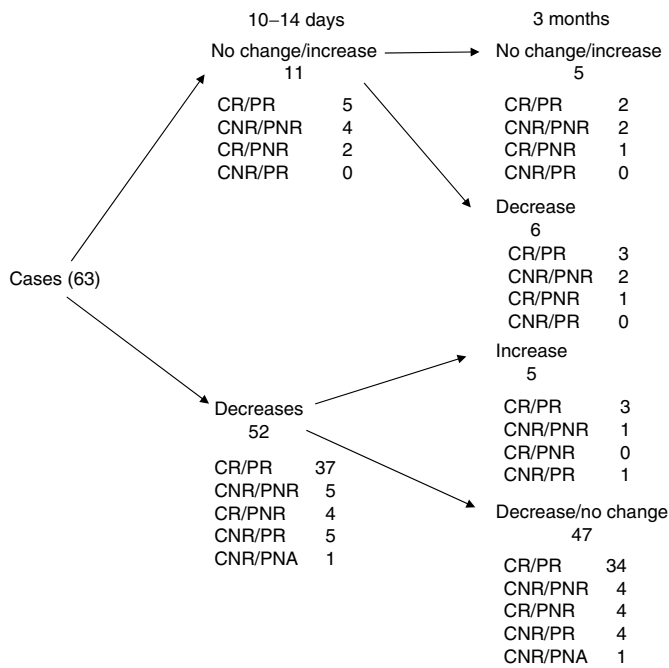 10–14 days
No change/increase
11
CR/PR 5
CNR/PNR 4
CR/PNR 2
CNR/PR 0
3 months
No change/increase
5
CR/PR 2
CNR/PNR 2
CR/PNR 1
CNR/PR 0
Decrease
6
CR/PR 3
CNR/PNR 2
CR/PNR 1
CNR/PR 0
Cases (63)
Decreases
52
CR/PR 37
CNR/PNR 5
CR/PNR 4
CNR/PR 5
CNR/PNA 1
Increase
5
CR/PR 3
CNR/PNR 1
CR/PNR 0
CNR/PR 1
Decrease/no change
47
CR/PR 34
CNR/PNR 4
CR/PNR 4
CNR/PR 4
CNR/PNA 1